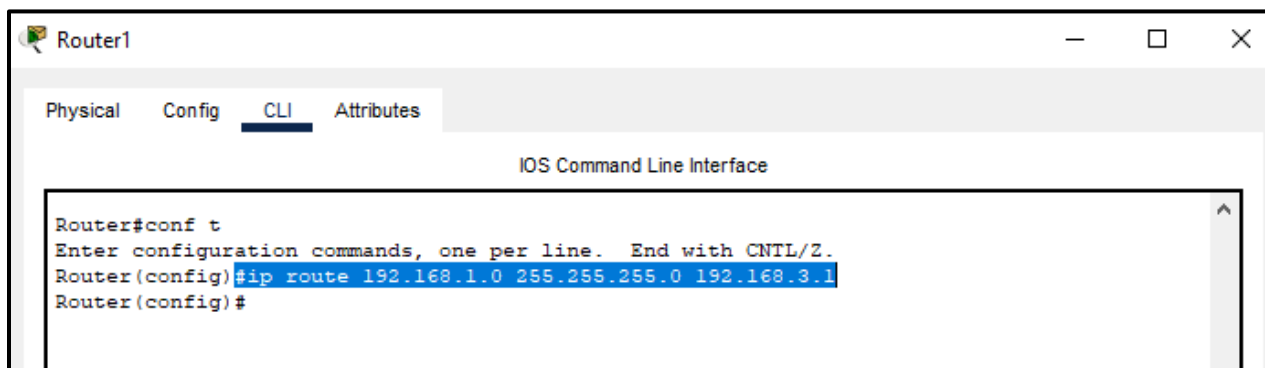 Router1
Physical Config CLI Attributes
IOS Command Line Interface
Router#conf t
Enter configuration commands, one per line.  End with CNTL/Z.
Router(config)#ip route 192.168.1.0 255.255.255.0 192.168.3.1
Router(config)#